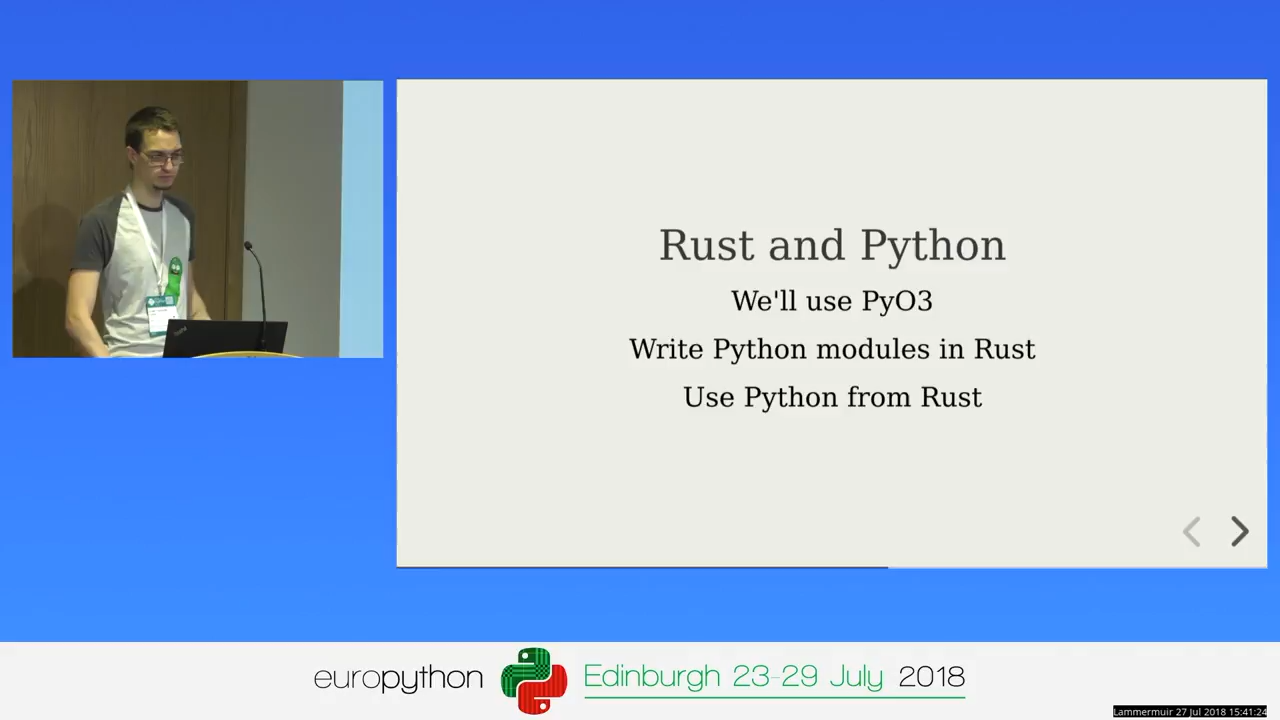 Rust and Python
We'll use PyO3
Write Python modules in Rust
Use Python from Rust
europython
Edinburgh 23-29 July 2018
Lammermuir 27 Jul 2018 15:41:24